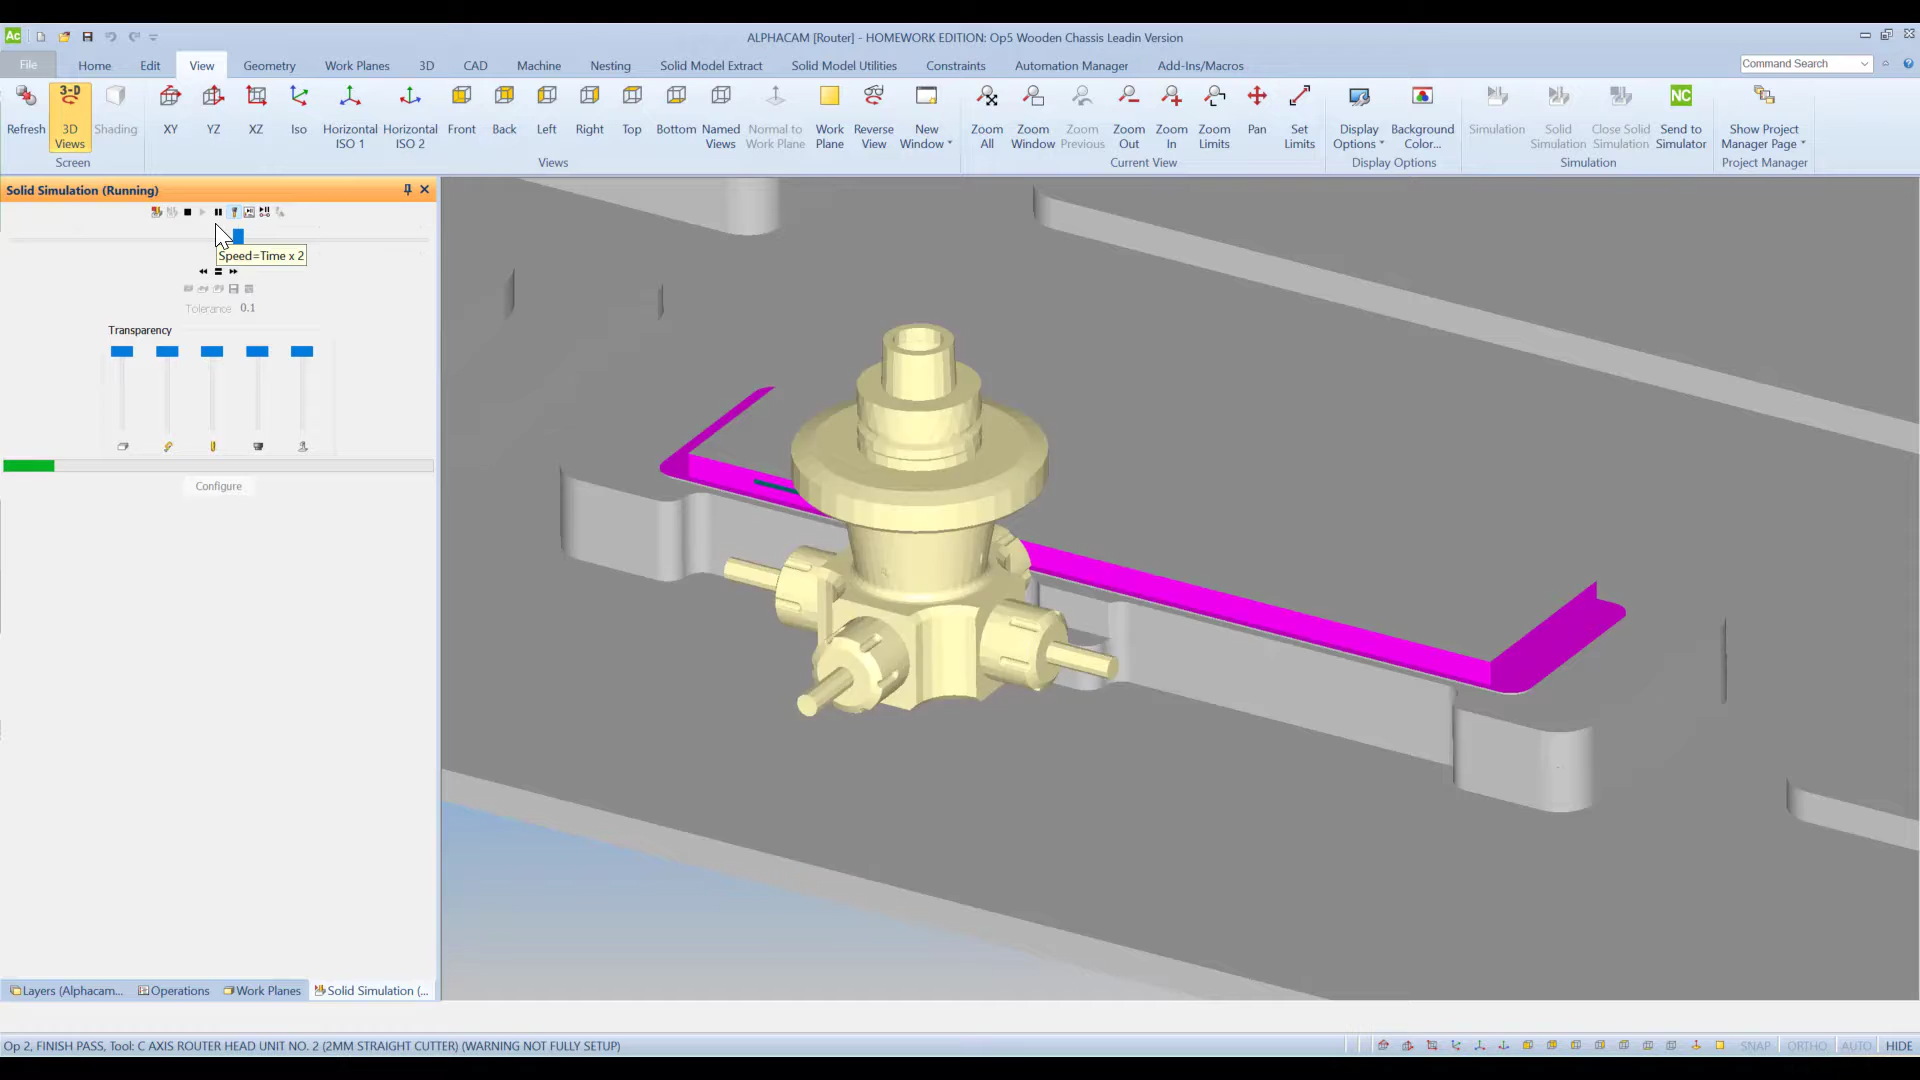 Ac
ALPHACAM [Router] - HOMEWORK EDITION: Op5 Wooden Chassis Leadin Version
File Home Edit View Geometry Work Planes 3D CAD Machine Nesting Solid Model Extract Solid Model Utilities Constraints Automation Manager Add-Ins/Macros Command Search
3-D NC
Refresh 3D Views Shading XY YZ XZ Iso Horizontal ISO 1 Horizontal ISO 2 Front Back Left Right Top Bottom Named Views Normal to Work Plane Work Plane Reverse View New Window Zoom All Zoom Window Zoom Previous Zoom Out Zoom In Zoom Limits Pan Set Limits Display Options Background Color... Simulation Solid Simulation Close Solid Simulation Send to Simulator Show Project Manager Page
Screen Views Current View Display Options Simulation Project Manager
Solid Simulation (Running)
Speed=Time x 2
Tolerance 0.1
Transparency
Configure
Layers (Alphacam... Operations Work Planes Solid Simulation (...
Op 2, FINISH PASS, Tool: C AXIS ROUTER HEAD UNIT NO. 2 (2MM STRAIGHT CUTTER) (WARNING NOT FULLY SETUP) SNAP ORTHO AUTO HIDE